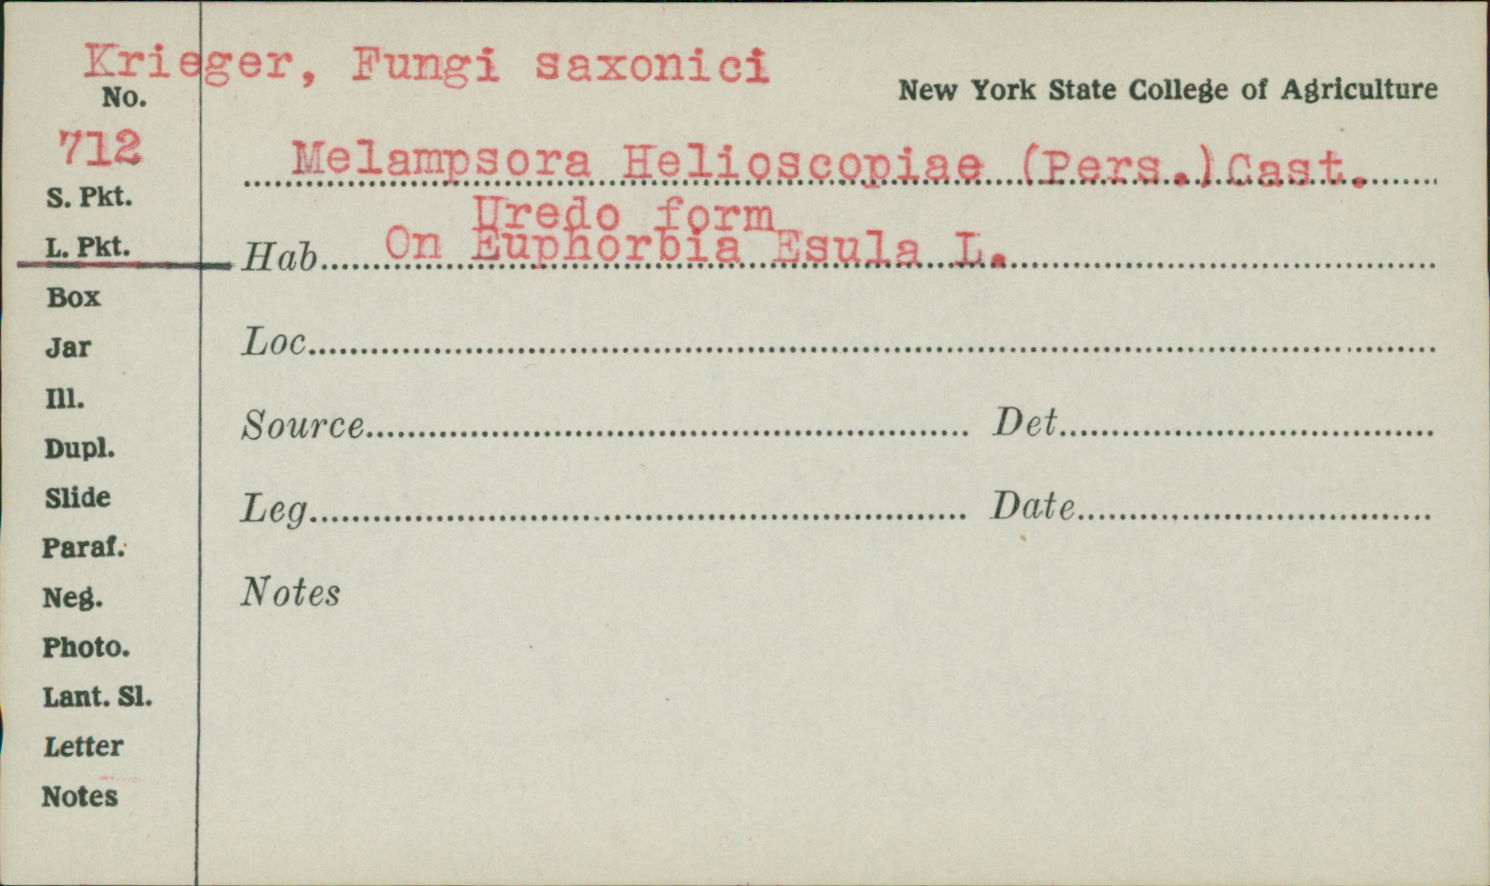 Krieger, Fungi saxonici
New York State College of Agriculture
No.
712
Melampsora Helioscopiae (Pers.)Cast.
S. Pkt.
Uredo form
L. Pkt.
Hab. On Euphorbia Esula L.
Box
Loc.
Jar
Ill.
Source Det.
Dupl.
Slide
Leg. Date
Paraf.
Neg.
Notes
Photo.
Lant. Sl.
Letter
Notes